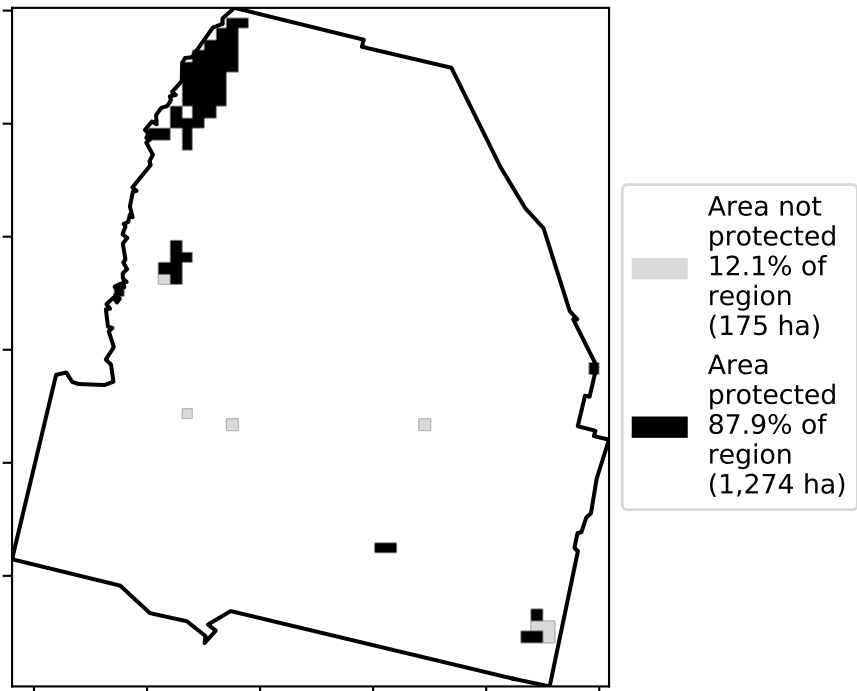 Area not
protected
12.1% of
region
(175 ha)
Area
protected
87.9% of
region
(1,274 ha)